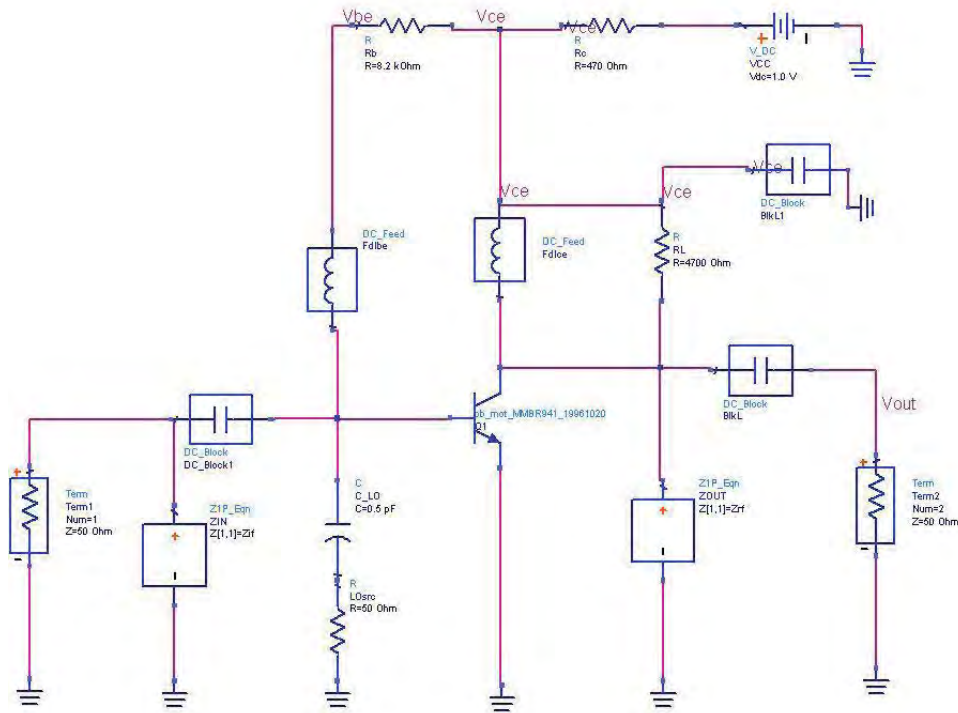 Vbe
R
Rb
R=8.2 kOhm
Vce
Vce
R
Rc
R=470 Ohm
V_DC
VCC
Vdc=1.0 V
Vce
DC_Block
BlkL1
Vce
Vce
DC_Feed
Fdlbe
DC_Feed
Fdlce
R
RL
R=4700 Ohm
DC_Block
BlkL
Vout
pb_mot_MMBR941_19961020
Q1
DC_Block
DC_Block1
Term
Term1
Num=1
Z=50 Ohm
Z1P_Eqn
ZIN
Z[1,1]=Zif
C
C_LO
C=0.5 pF
R
LOsrc
R=50 Ohm
Z1P_Eqn
ZOUT
Z[1,1]=Zrf
Term
Term2
Num=2
Z=50 Ohm